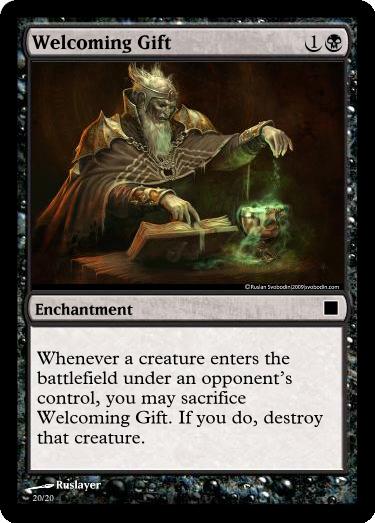 Welcoming Gift 1
©Ruslan Svobodin|2009|svobodin.com
Enchantment
Whenever a creature enters the
battlefield under an opponent's
control, you may sacrifice
Welcoming Gift. If you do, destroy
that creature.
Ruslayer
20/20